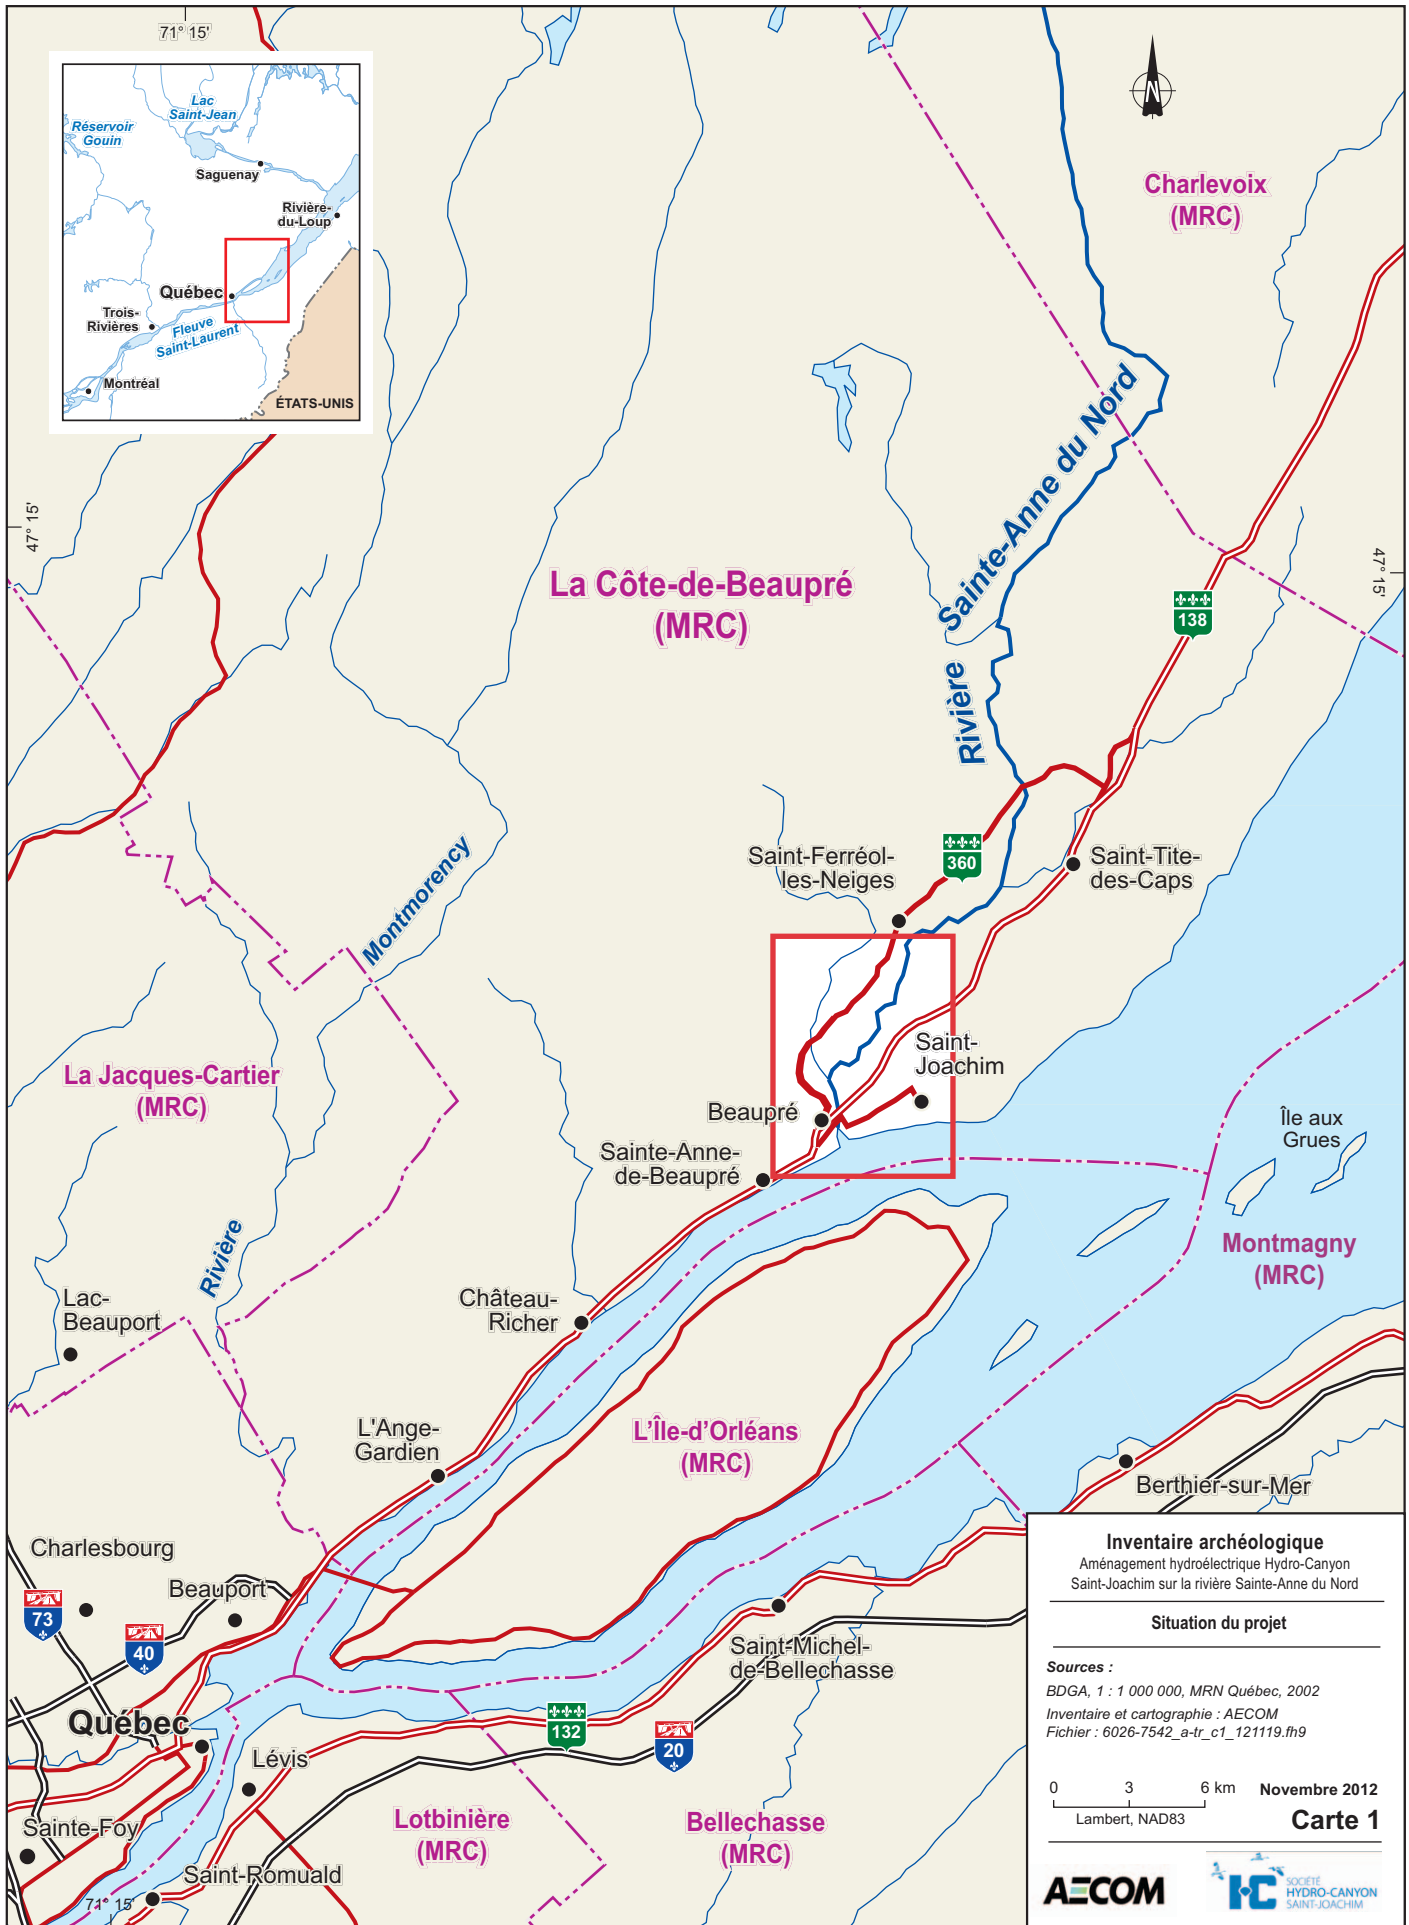 71° 15'
Lac
Saint-Jean
Réservoir
Gouin
Saguenay
Rivière-
du-Loup
Québec
Trois-
Rivières
Fleuve
Saint-Laurent
Montréal
ÉTATS-UNIS
N
Charlevoix
(MRC)
47° 15'
47° 15'
Rivière Sainte-Anne du Nord
La Côte-de-Beaupré
(MRC)
138
360
Saint-Ferréol-
les-Neiges
Saint-Tite-
des-Caps
Rivière Montmorency
La Jacques-Cartier
(MRC)
Saint-
Joachim
Beaupré
Sainte-Anne-
de-Beaupré
Île aux
Grues
Montmagny
(MRC)
Lac-
Beauport
Château-
Richer
L'Ange-
Gardien
L'Île-d'Orléans
(MRC)
Berthier-sur-Mer
Charlesbourg
Beauport
73
40
Saint-Michel-
de-Bellechasse
Québec
132
20
Lévis
Sainte-Foy
Lotbinière
(MRC)
Bellechasse
(MRC)
Saint-Romuald
71° 15'
Inventaire archéologique
Aménagement hydroélectrique Hydro-Canyon
Saint-Joachim sur la rivière Sainte-Anne du Nord
Situation du projet
Sources :
BDGA, 1 : 1 000 000, MRN Québec, 2002
Inventaire et cartographie : AECOM
Fichier : 6026-7542_a-tr_c1_121119.fh9
0 3 6 km
Lambert, NAD83
Novembre 2012
Carte 1
AECOM
HC
SOCIÉTÉ
HYDRO-CANYON
SAINT-JOACHIM